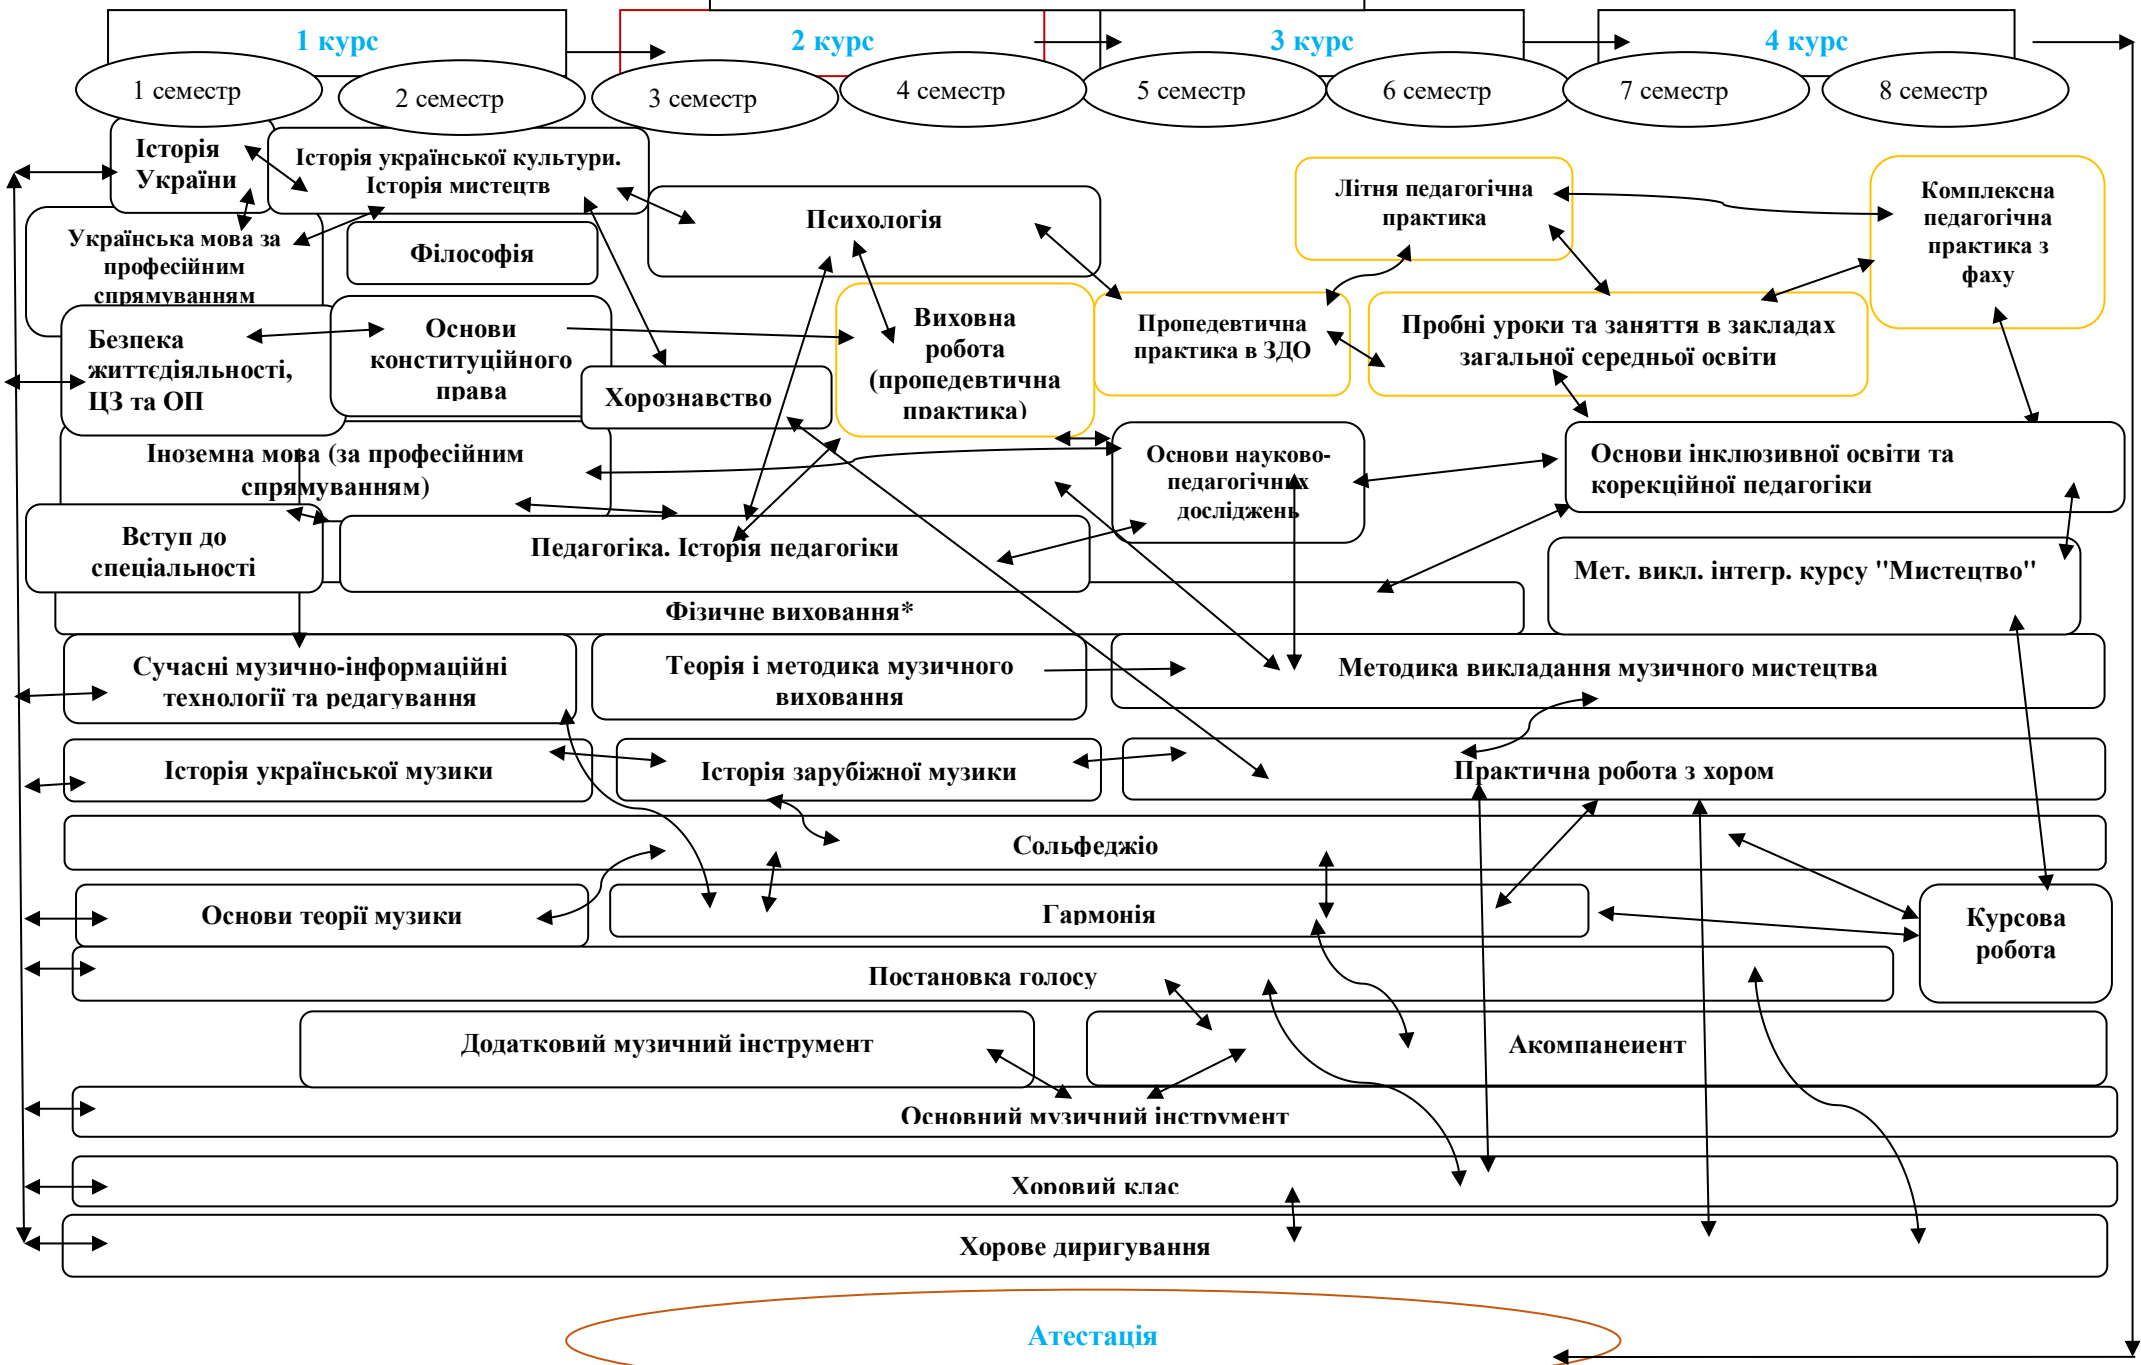 1 курс
2 курс
3 курс
4 курс
1 семестр
2 семестр
3 семестр
4 семестр
5 семестр
6 семестр
7 семестр
8 семестр
Історія
України
Історія української культури.
Історія мистецтв
Українська мова за
професійним
спрямуванням
Філософія
Психологія
Літня педагогічна
практика
Комплексна
педагогічна
практика з
фаху
Безпека
життєдіяльності,
ЦЗ та ОП
Основи
конституційного
права
Хорознавство
Виховна
робота
(пропедевтична
практика)
Пропедевтична
практика в ЗДО
Пробні уроки та заняття в закладах
загальної середньої освіти
Іноземна мова (за професійним
спрямуванням)
Основи науково-
педагогічних
досліджень
Основи інклюзивної освіти та
корекційної педагогіки
Вступ до
спеціальності
Педагогіка. Історія педагогіки
Мет. викл. інтегр. курсу "Мистецтво"
Фізичне виховання*
Сучасні музично-інформаційні
технології та редагування
Теорія і методика музичного
виховання
Методика викладання музичного мистецтва
Історія української музики
Історія зарубіжної музики
Практична робота з хором
Сольфеджіо
Основи теорії музики
Гармонія
Курсова
робота
Постановка голосу
Додатковий музичний інструмент
Акомпанеиент
Основний музичний інструмент
Хоровий клас
Хорове диригування
Атестація